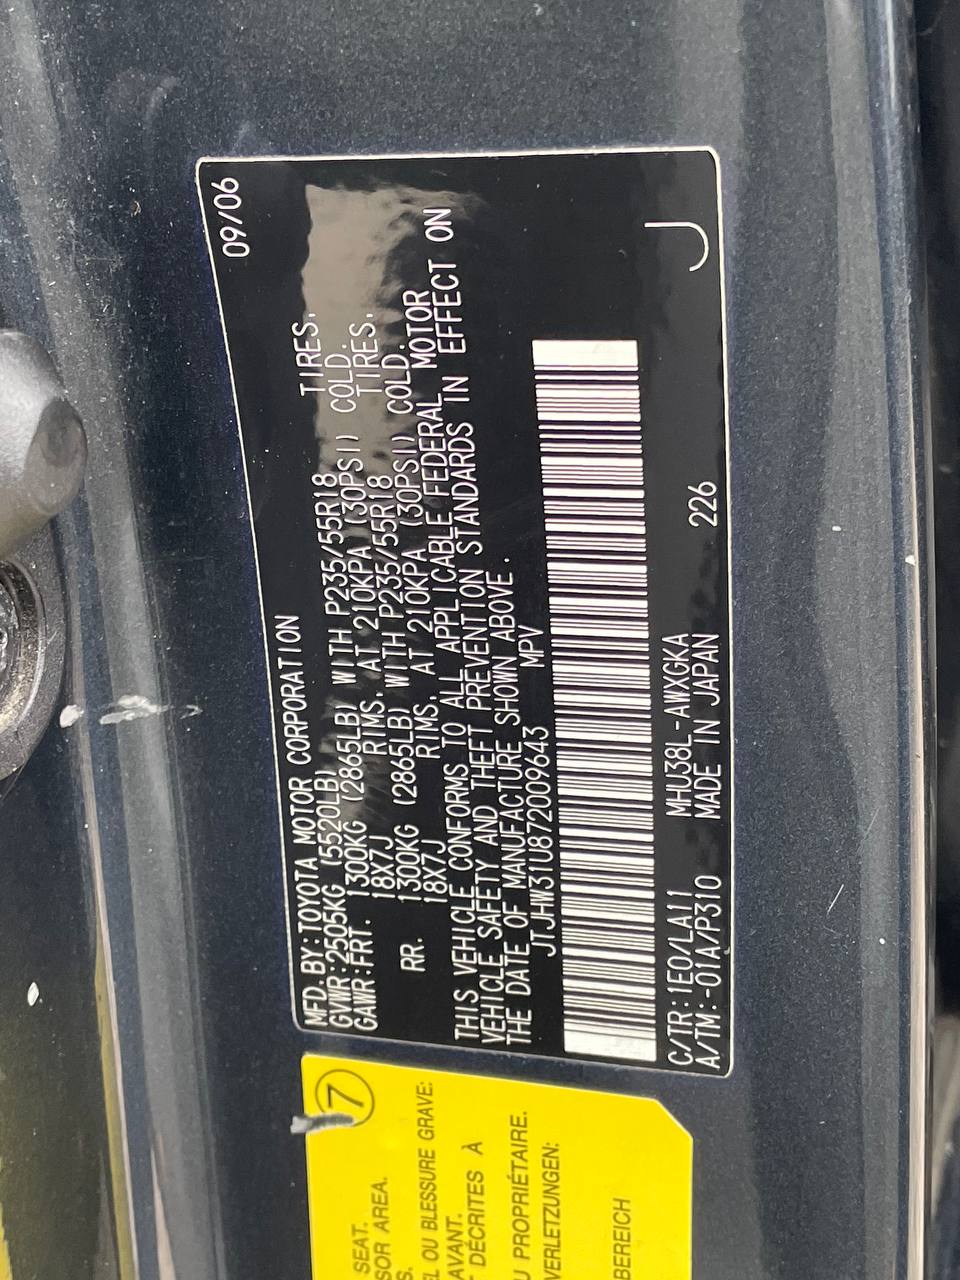 MFD. BY:TOYOTA MOTOR CORPORATION 09/06
GVWR:2505KG (5520LB)
GAWR:FRT. 1300KG (2865LB) WITH P235/55R18 TIRES,
18X7J RIMS, AT 210KPA (30PSI) COLD.
RR. 1300KG (2865LB) WITH P235/55R18 TIRES,
18X7J RIMS, AT 210KPA (30PSI) COLD.
THIS VEHICLE CONFORMS TO ALL APPLICABLE FEDERAL MOTOR
VEHICLE SAFETY AND THEFT PREVENTION STANDARDS IN EFFECT ON
THE DATE OF MANUFACTURE SHOWN ABOVE.
JTJHW31U872009643 MPV
C/TR:1E0/LA11 MHU38L-AWXGKA 226 J
A/TM:-01A/P310 MADE IN JAPAN
7
SEAT.
SOR AREA.
S.
EL OU BLESSURE GRAVE:
AVANT.
DÉCRITES À
U PROPRIÉTAIRE.
VERLETZUNGEN:
BEREICH